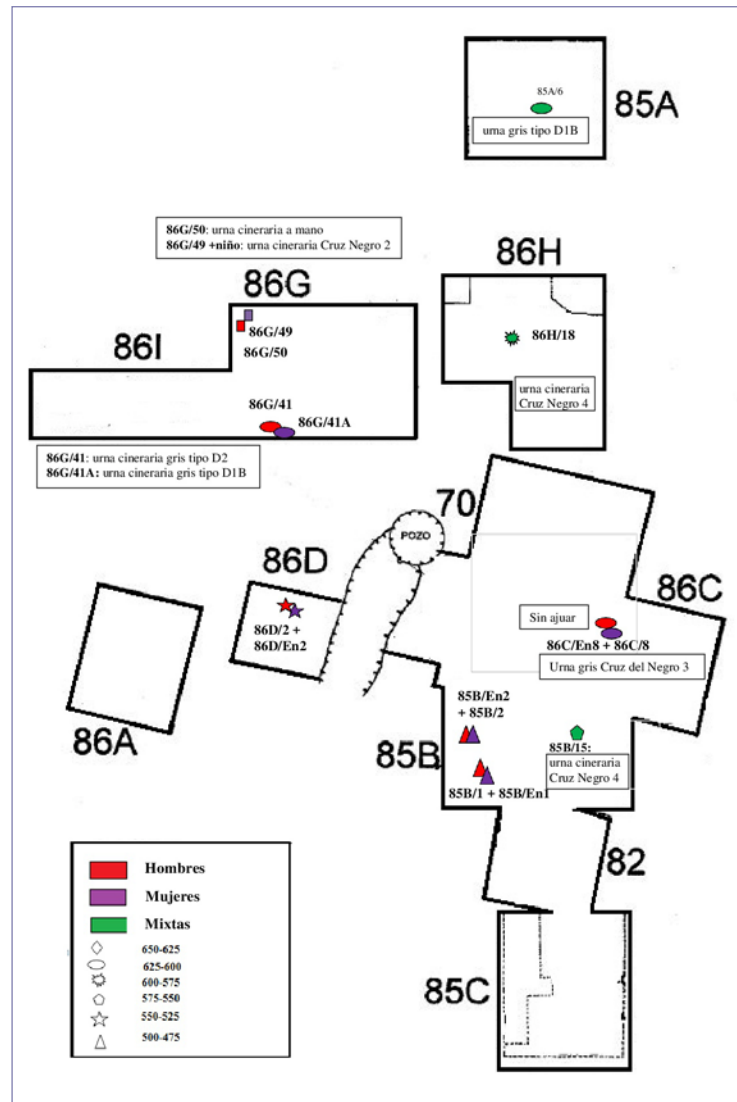 85A/6
85A
urna gris tipo D1B
86G/50: urna cineraria a mano
86G/49 +niño: urna cineraria Cruz Negro 2
86H
86G
86G/49
86I
86G/50
86H/18
urna cineraria
Cruz Negro 4
86G/41
86G/41A
86G/41: urna cineraria gris tipo D2
86G/41A: urna cineraria gris tipo D1B
70
POZO
86D
86C
Sin ajuar
86D/2 +
86D/En2
86C/En8 + 86C/8
Urna gris Cruz del Negro 3
86A
85B/En2
+ 85B/2
85B
85B/15:
urna cineraria
Cruz Negro 4
85B/1 + 85B/En1
82
Hombres
Mujeres
Mixtas
650-625
625-600
600-575
575-550
550-525
500-475
85C